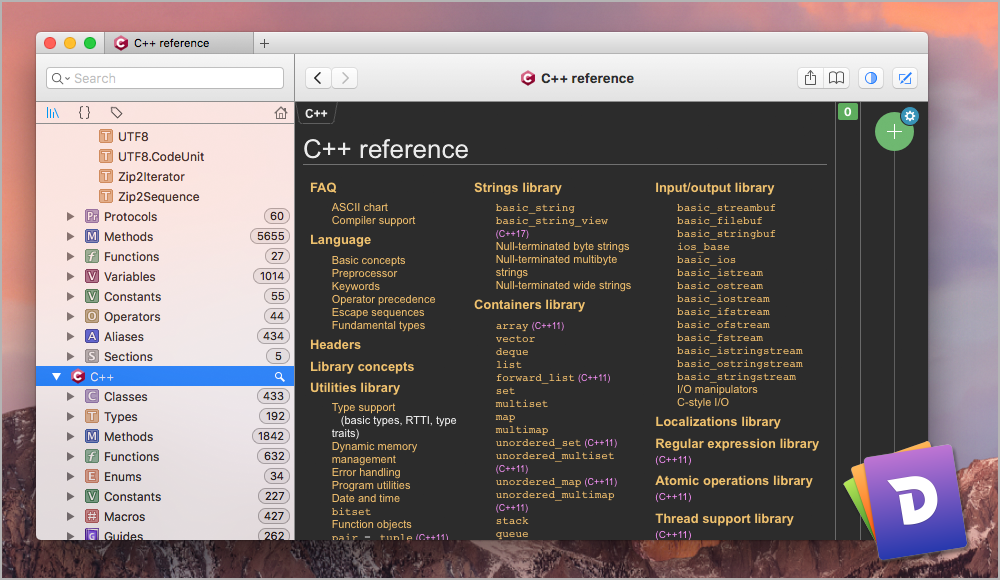 C++ reference
+
Search
C++ reference
{}
UTF8
UTF8.CodeUnit
Zip2Iterator
Zip2Sequence
Protocols 60
Methods 5655
Functions 27
Variables 1014
Constants 55
Operators 44
Aliases 434
Sections 5
C++
Classes 433
Types 192
Methods 1842
Functions 632
Enums 34
Constants 227
Macros 427
Guides 262
C++
0
C++ reference
FAQ
ASCII chart
Compiler support
Language
Basic concepts
Preprocessor
Keywords
Operator precedence
Escape sequences
Fundamental types
Headers
Library concepts
Utilities library
Type support
(basic types, RTTI, type
traits)
Dynamic memory
management
Error handling
Program utilities
Date and time
bitset
Function objects
pair – tuple (C++11)
Strings library
basic_string
basic_string_view
(C++17)
Null-terminated byte strings
Null-terminated multibyte
strings
Null-terminated wide strings
Containers library
array (C++11)
vector
deque
list
forward_list (C++11)
set
multiset
map
multimap
unordered_set (C++11)
unordered_multiset
(C++11)
unordered_map (C++11)
unordered_multimap
(C++11)
stack
queue
Input/output library
basic_streambuf
basic_filebuf
basic_stringbuf
ios_base
basic_ios
basic_istream
basic_ostream
basic_iostream
basic_ifstream
basic_ofstream
basic_fstream
basic_istringstream
basic_ostringstream
basic_stringstream
I/O manipulators
C-style I/O
Localizations library
Regular expression library
(C++11)
Atomic operations library
(C++11)
Thread support library
(C++11)
D